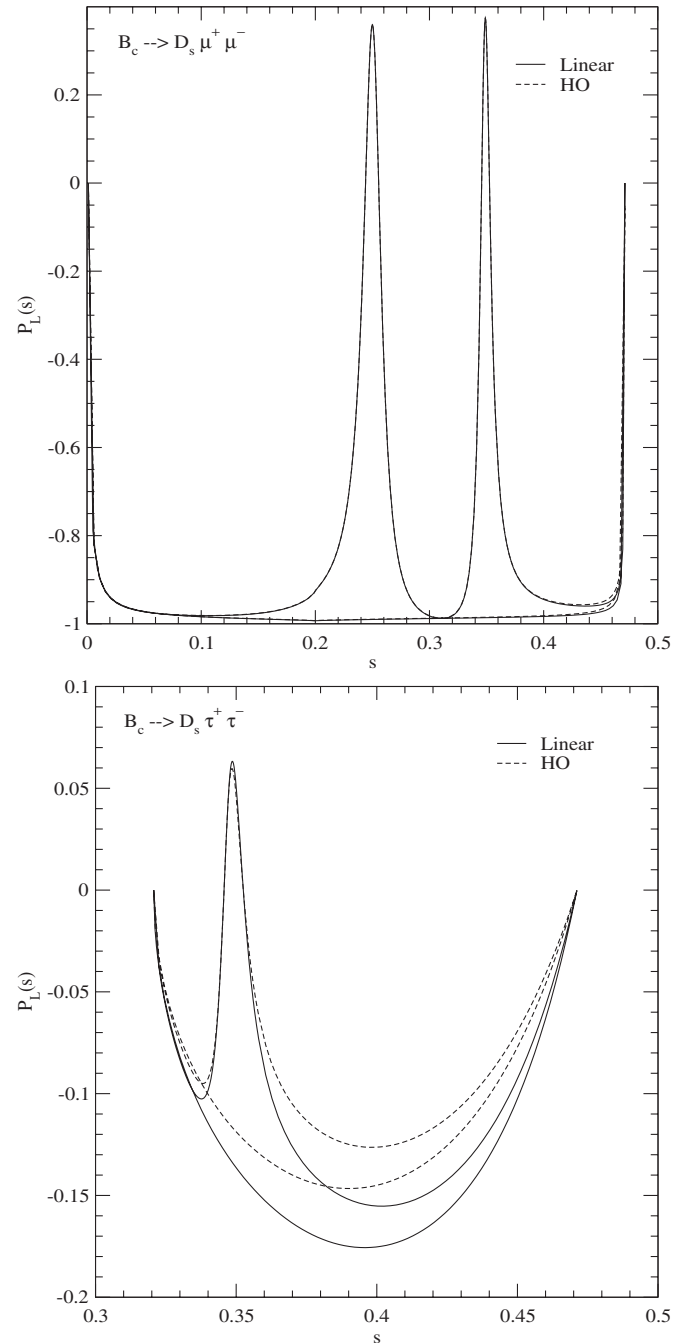 B_c --> D_s μ^+ μ^-
Linear
HO
0.2
0
-0.2
-0.4
-0.6
-0.8
-1
P_L(s)
0
0.1
0.2
0.3
0.4
0.5
s
0.1
B_c --> D_s τ^+ τ^-
Linear
HO
0.05
0
-0.05
-0.1
-0.15
-0.2
P_L(s)
0.3
0.35
0.4
0.45
0.5
s